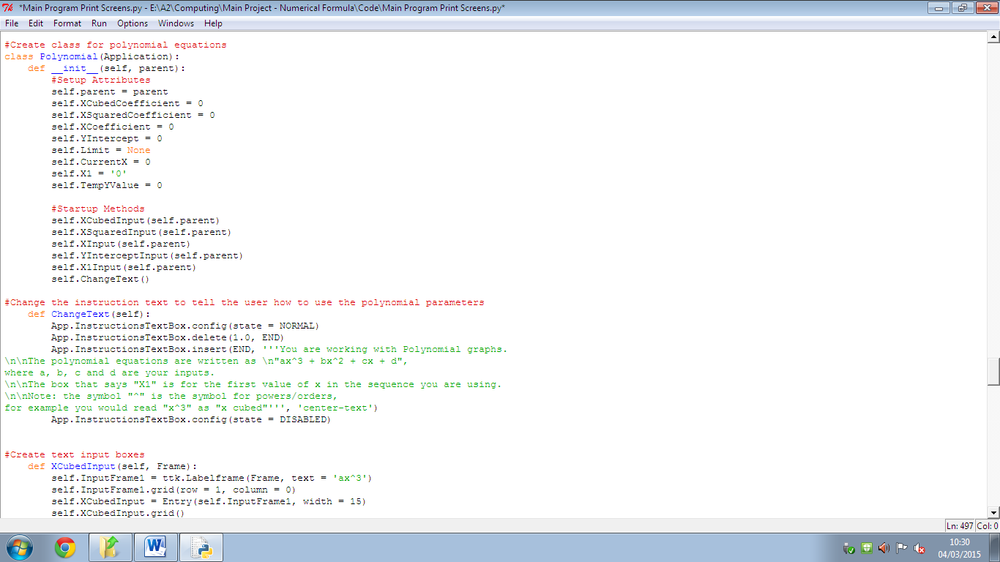 *Main Program Print Screens.py - E:\A2\Computing\Main Project - Numerical Formula\Code\Main Program Print Screens.py*
File Edit Format Run Options Windows Help
#Create class for polynomial equations
class Polynomial(Application):
    def __init__(self, parent):
        #Setup Attributes
        self.parent = parent
        self.XCubedCoefficient = 0
        self.XSquaredCoefficient = 0
        self.XCoefficient = 0
        self.YIntercept = 0
        self.Limit = None
        self.CurrentX = 0
        self.X1 = '0'
        self.TempYValue = 0
        #Startup Methods
        self.XCubedInput(self.parent)
        self.XSquaredInput(self.parent)
        self.XInput(self.parent)
        self.YInterceptInput(self.parent)
        self.X1Input(self.parent)
        self.ChangeText()
#Change the instruction text to tell the user how to use the polynomial parameters
    def ChangeText(self):
        App.InstructionsTextBox.config(state = NORMAL)
        App.InstructionsTextBox.delete(1.0, END)
        App.InstructionsTextBox.insert(END, '''You are working with Polynomial graphs.
\n\nThe polynomial equations are written as \n"ax^3 + bx^2 + cx + d",
where a, b, c and d are your inputs.
\n\nThe box that says "X1" is for the first value of x in the sequence you are using.
\n\nNote: the symbol "^" is the symbol for powers/orders,
for example you would read "x^3" as "x cubed"''', 'center-text')
        App.InstructionsTextBox.config(state = DISABLED)
#Create text input boxes
    def XCubedInput(self, Frame):
        self.InputFrame1 = ttk.Labelframe(Frame, text = 'ax^3')
        self.InputFrame1.grid(row = 1, column = 0)
        self.XCubedInput = Entry(self.InputFrame1, width = 15)
        self.XCubedInput.grid()
Ln: 497 Col: 0
10:30
04/03/2015